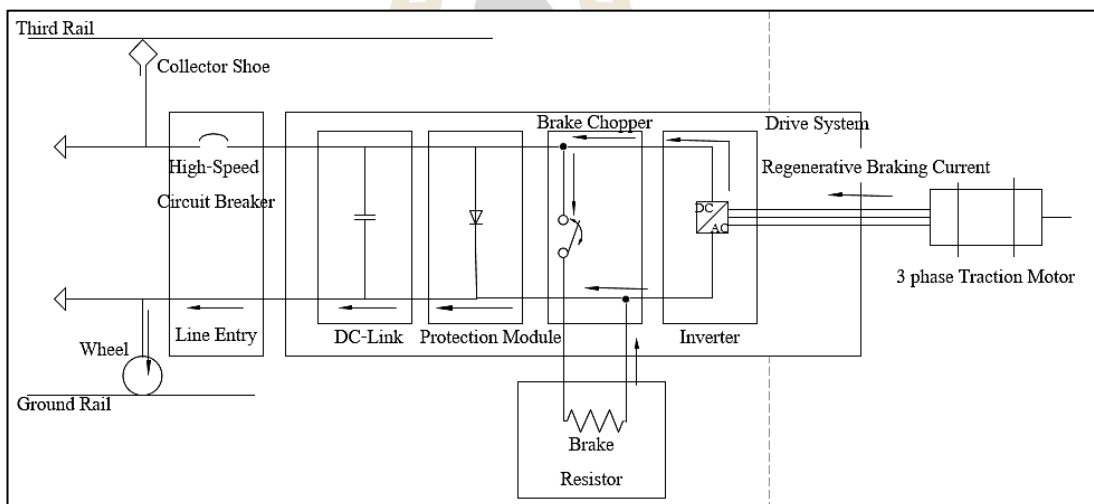 Third Rail
Collector Shoe
Brake Chopper
Drive System
High-Speed
Circuit Breaker
Regenerative Braking Current
DC
AC
3 phase Traction Motor
Line Entry
DC-Link
Protection Module
Inverter
Wheel
Ground Rail
Brake
Resistor